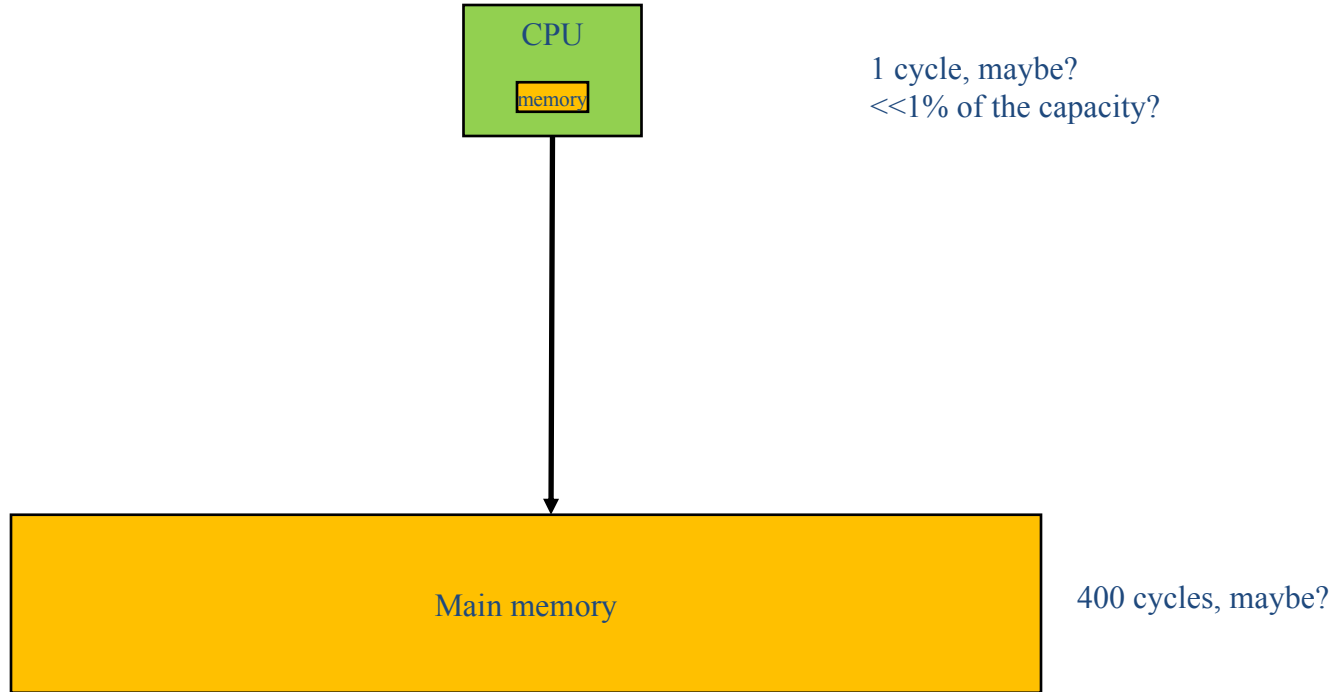 CPU
memory
1 cycle, maybe?
<<1% of the capacity?
Main memory
400 cycles, maybe?